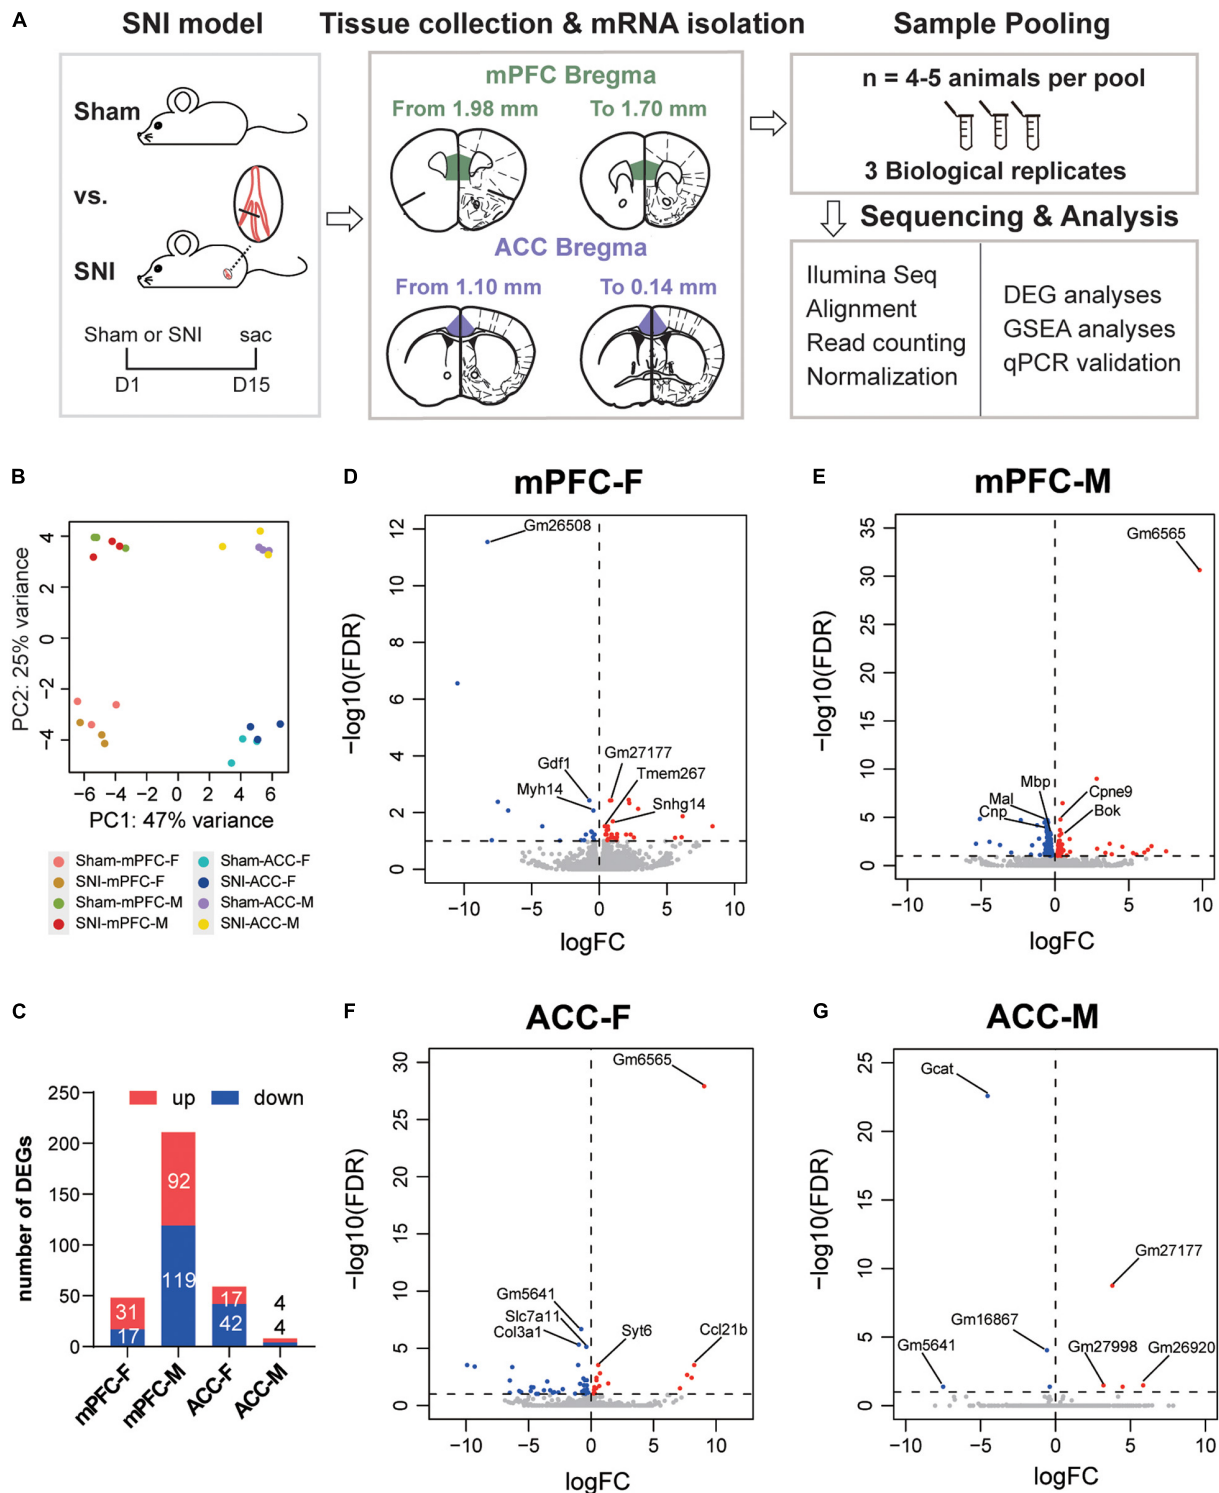 A
SNI model
Tissue collection & mRNA isolation
Sample Pooling
Sham
vs.
SNI
Sham or SNI sac
D1 D15
mPFC Bregma
From 1.98 mm To 1.70 mm
ACC Bregma
From 1.10 mm To 0.14 mm
n = 4-5 animals per pool
3 Biological replicates
Sequencing & Analysis
Ilumina Seq
Alignment
Read counting
Normalization
DEG analyses
GSEA analyses
qPCR validation
B
PC2: 25% variance
4
2
0
−2
−4
−6 −4 −2 0 2 4 6
PC1: 47% variance
Sham-mPFC-F
SNI-mPFC-F
Sham-mPFC-M
SNI-mPFC-M
Sham-ACC-F
SNI-ACC-F
Sham-ACC-M
SNI-ACC-M
C
number of DEGs
250
200
150
100
50
0
up down
31
17
92
119
17
42
4
4
mPFC-F
mPFC-M
ACC-F
ACC-M
D
mPFC-F
−log10(FDR)
12
10
8
6
4
2
0
Gm26508
Gdf1
Myh14
Gm27177
Tmem267
Snhg14
−10 −5 0 5 10
logFC
E
mPFC-M
−log10(FDR)
35
30
25
20
15
10
5
0
Gm6565
Mbp
Mal
Cnp
Cpne9
Bok
−10 −5 0 5 10
logFC
F
ACC-F
−log10(FDR)
30
25
20
15
10
5
0
Gm6565
Gm5641
Slc7a11
Col3a1
Syt6
Ccl21b
−10 −5 0 5 10
logFC
G
ACC-M
−log10(FDR)
25
20
15
10
5
0
Gcat
Gm27177
Gm16867
Gm5641
Gm27998
Gm26920
−10 −5 0 5 10
logFC